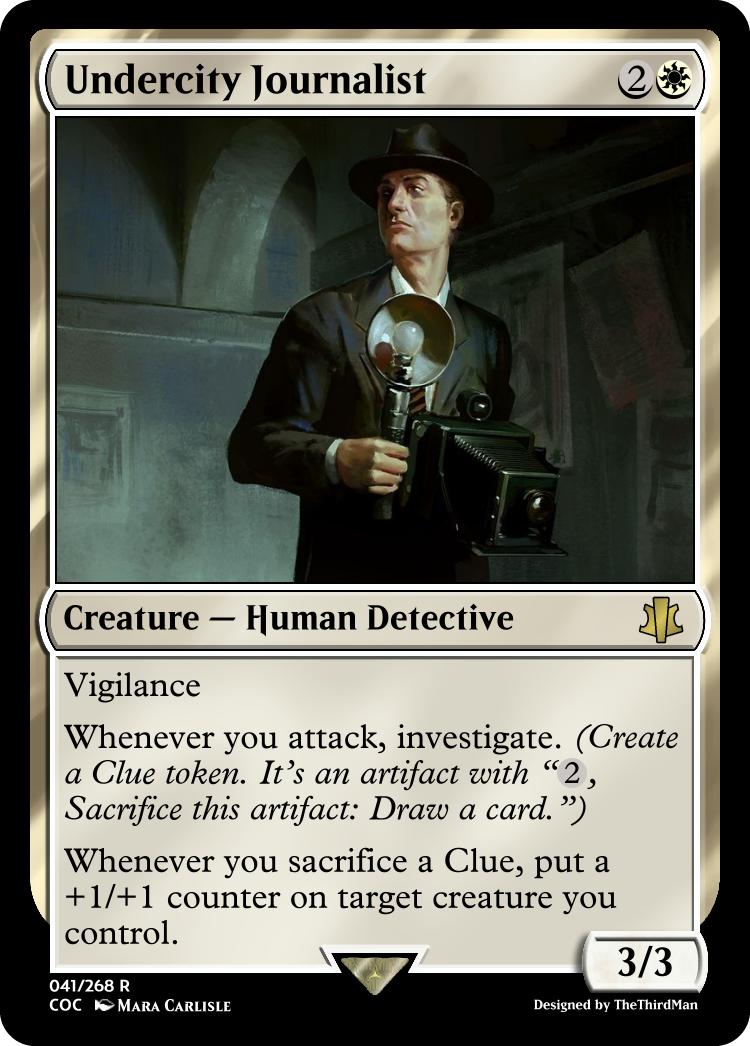 Undercity Journalist 2
Creature — Human Detective
Vigilance
Whenever you attack, investigate. (Create
a Clue token. It's an artifact with “2,
Sacrifice this artifact: Draw a card.”)
Whenever you sacrifice a Clue, put a
+1/+1 counter on target creature you
control.
3/3
041/268 R
COC Mara Carlisle
Designed by TheThirdMan